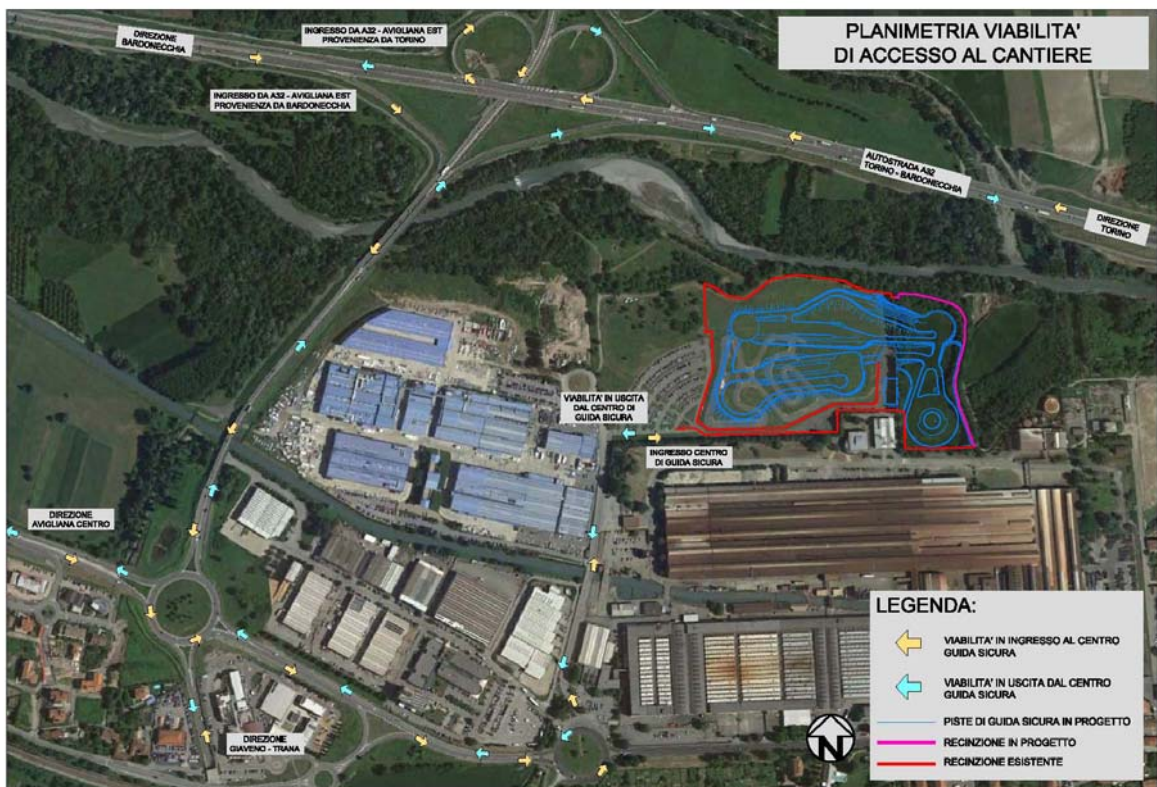 PLANIMETRIA VIABILITA'
DI ACCESSO AL CANTIERE
DIREZIONE
BARDONECCHIA
INGRESSO DA A32 - AVIGLIANA EST
PROVENIENZA DA TORINO
INGRESSO DA A32 - AVIGLIANA EST
PROVENIENZA DA BARDONECCHIA
AUTOSTRADA A32
TORINO - BARDONECCHIA
DIREZIONE
TORINO
VIABILITA' IN USCITA
DAL CENTRO DI
GUIDA SICURA
INGRESSO CENTRO
DI GUIDA SICURA
DIREZIONE
AVIGLIANA CENTRO
DIREZIONE
GIAVENO - TRANA
N
LEGENDA:
VIABILITA' IN INGRESSO AL CENTRO
GUIDA SICURA
VIABILITA' IN USCITA DAL CENTRO
GUIDA SICURA
PISTE DI GUIDA SICURA IN PROGETTO
RECINZIONE IN PROGETTO
RECINZIONE ESISTENTE